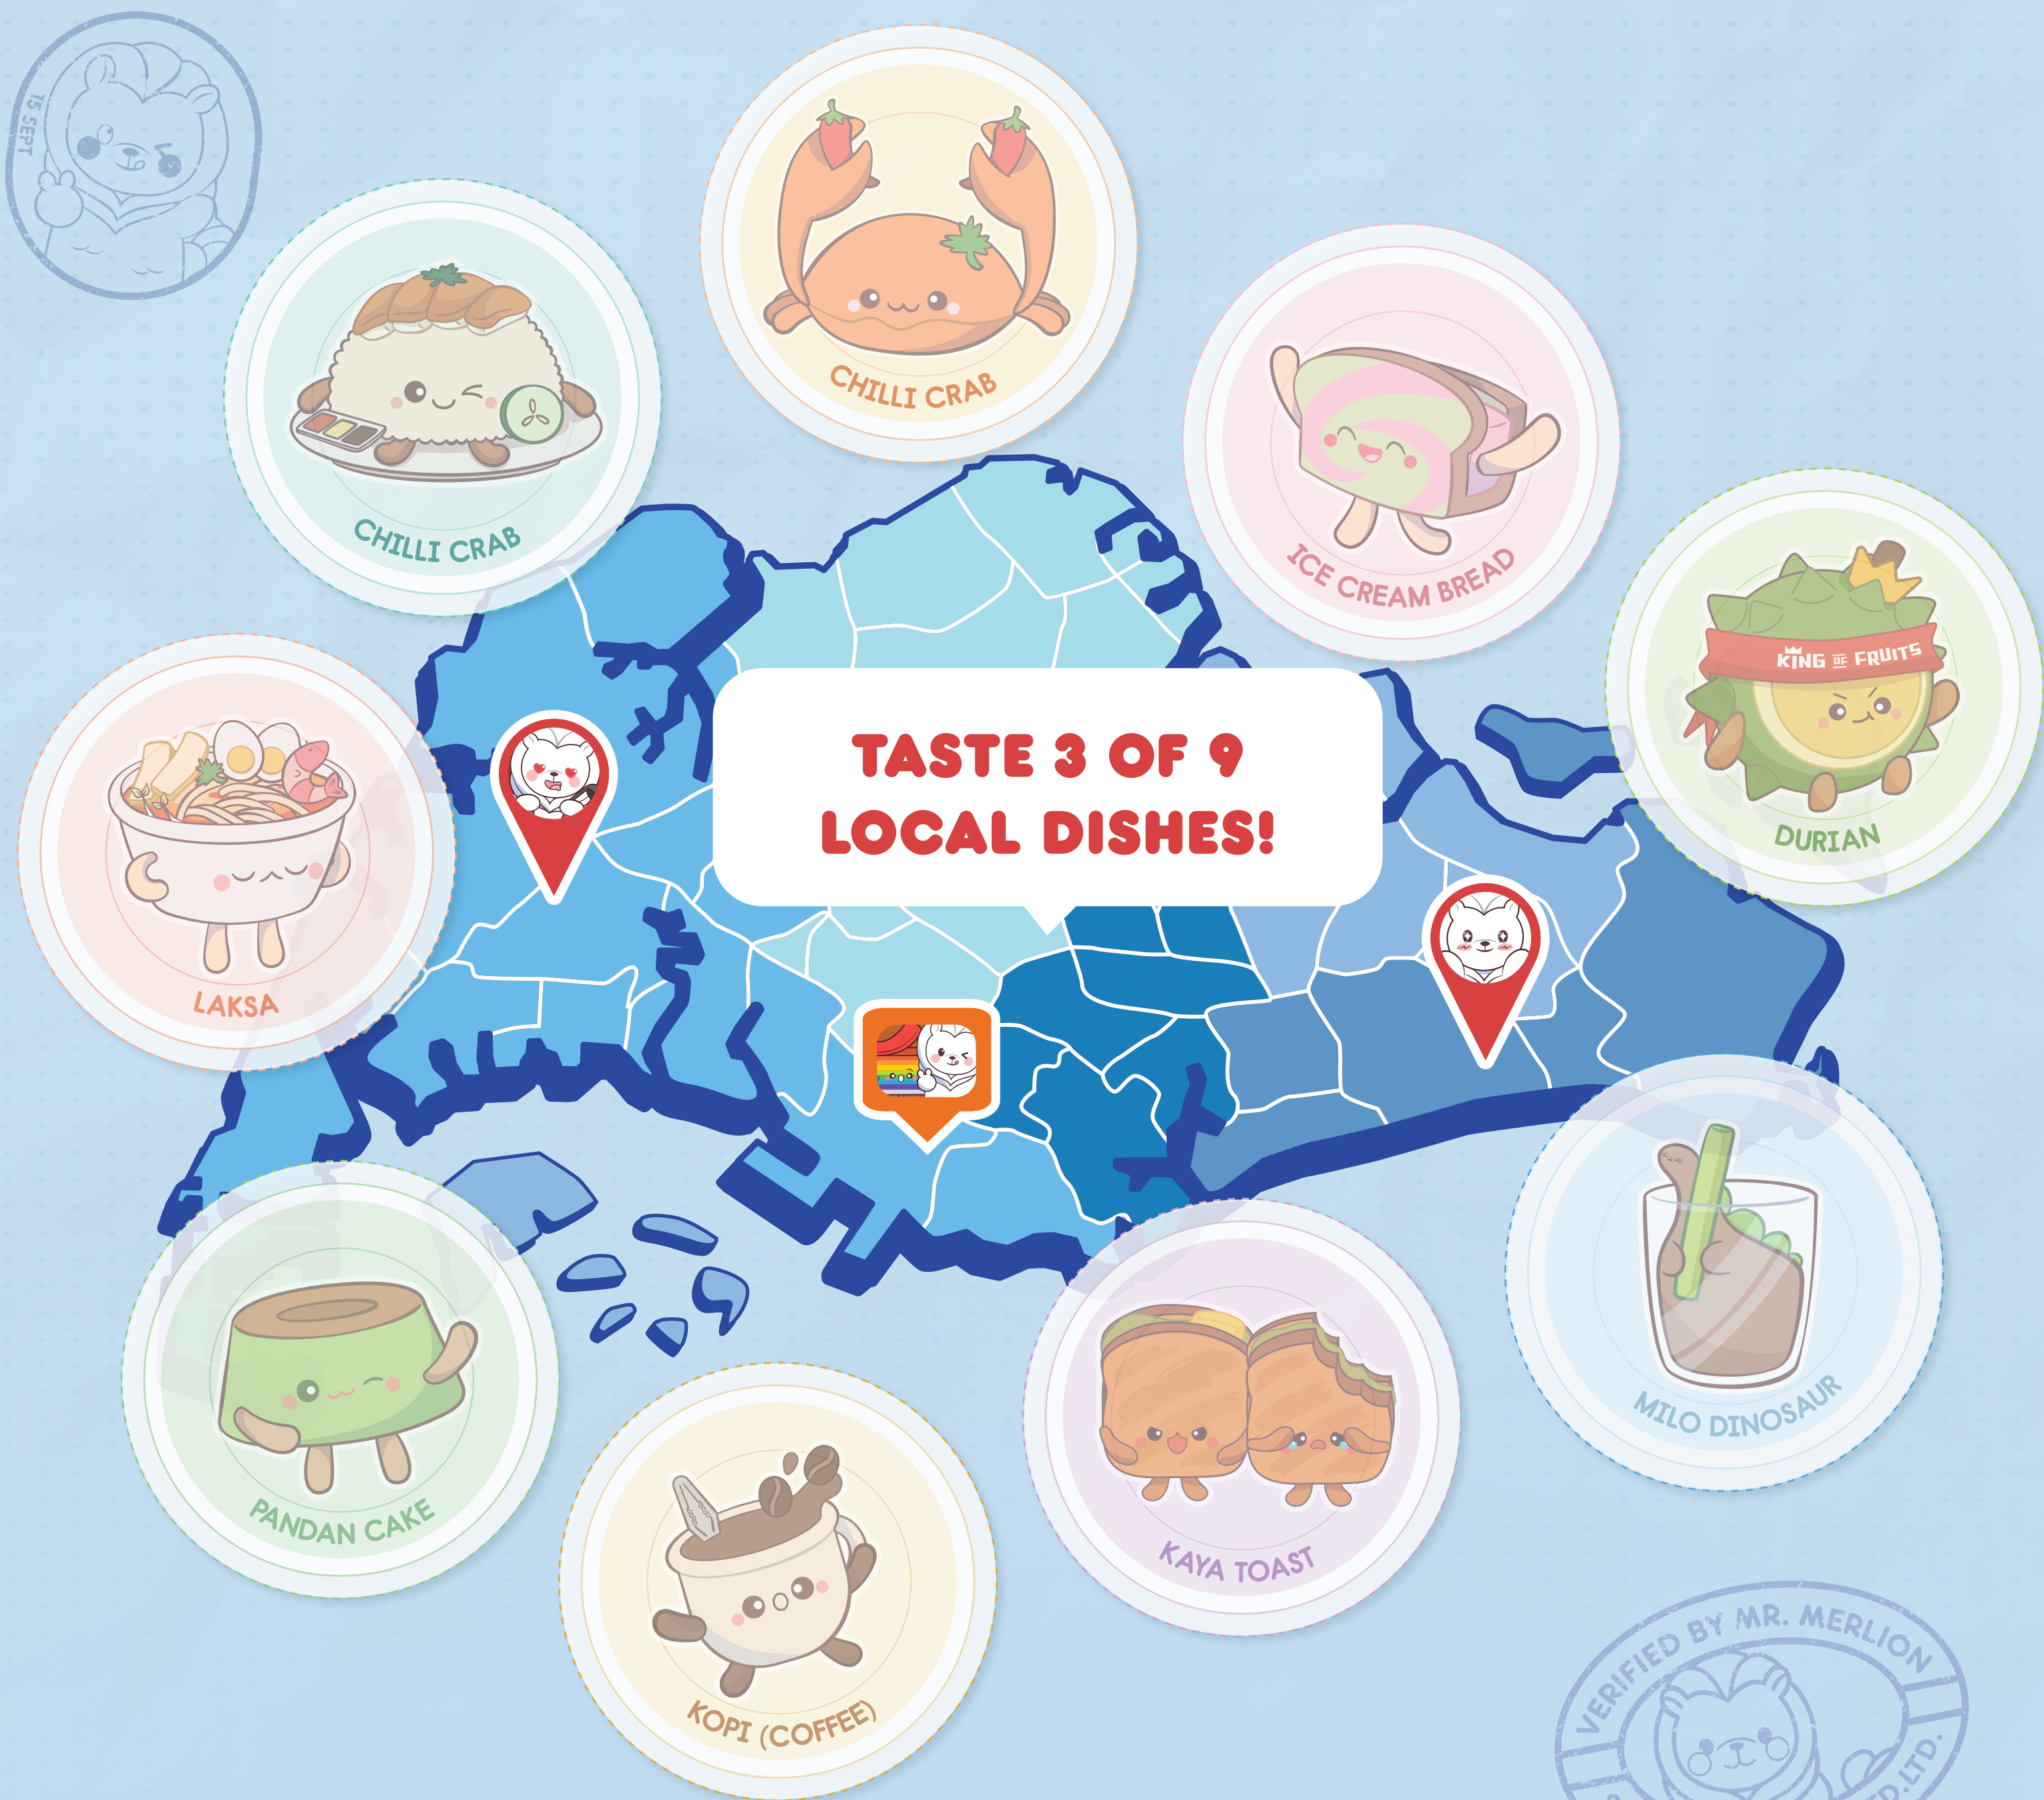 15 SEPT
CHILLI CRAB
CHILLI CRAB
ICE CREAM BREAD
KING OF FRUITS
DURIAN
TASTE 3 OF 9
LOCAL DISHES!
LAKSA
MILO DINOSAUR
PANDAN CAKE
KAYA TOAST
KOPI (COFFEE)
VERIFIED BY MR. MERLION
LTD.